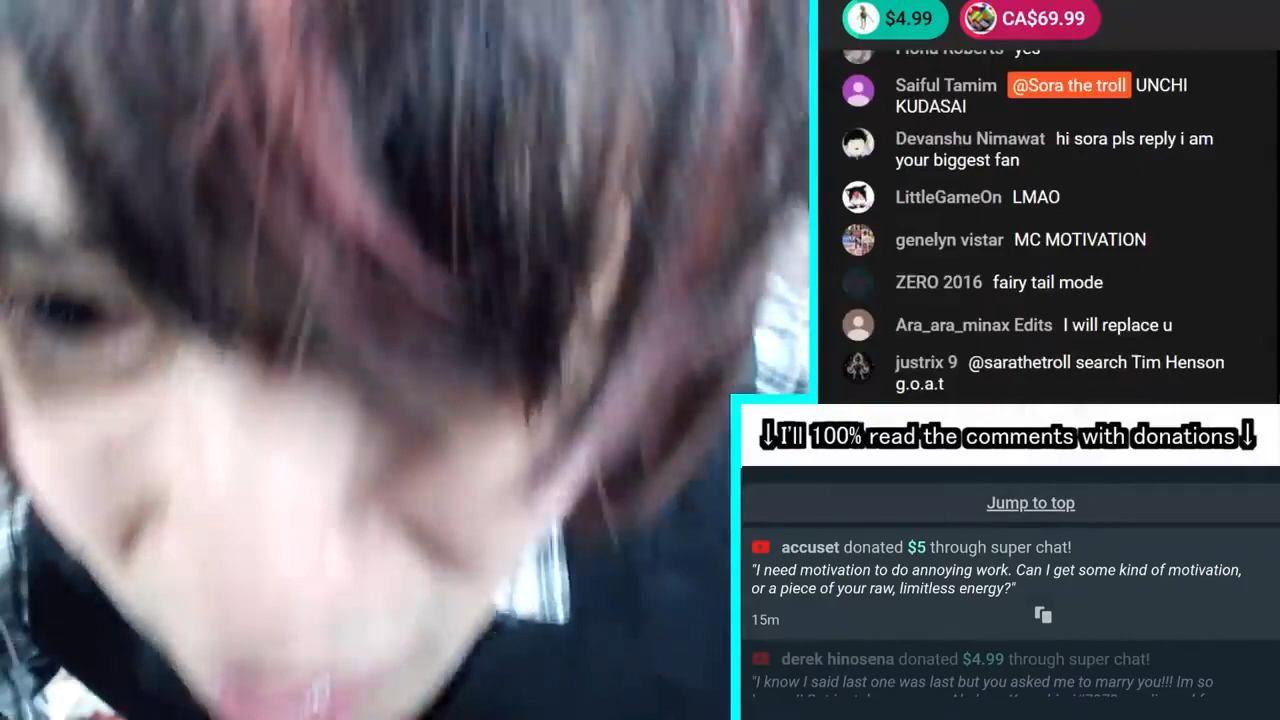 $4.99 CA$69.99
Fiona Roberts yes
Saiful Tamim @Sora the troll UNCHI
KUDASAI
Devanshu Nimawat hi sora pls reply i am
your biggest fan
LittleGameOn LMAO
genelyn vistar MC MOTIVATION
ZERO 2016 fairy tail mode
Ara_ara_minax Edits I will replace u
justrix 9 @sarathetroll search Tim Henson
g.o.a.t
↓I'll 100% read the comments with donations↓
Jump to top
accuset donated $5 through super chat!
"I need motivation to do annoying work. Can I get some kind of motivation,
or a piece of your raw, limitless energy?"
15m
derek hinosena donated $4.99 through super chat!
"I know I said last one was last but you asked me to marry you!!! Im so